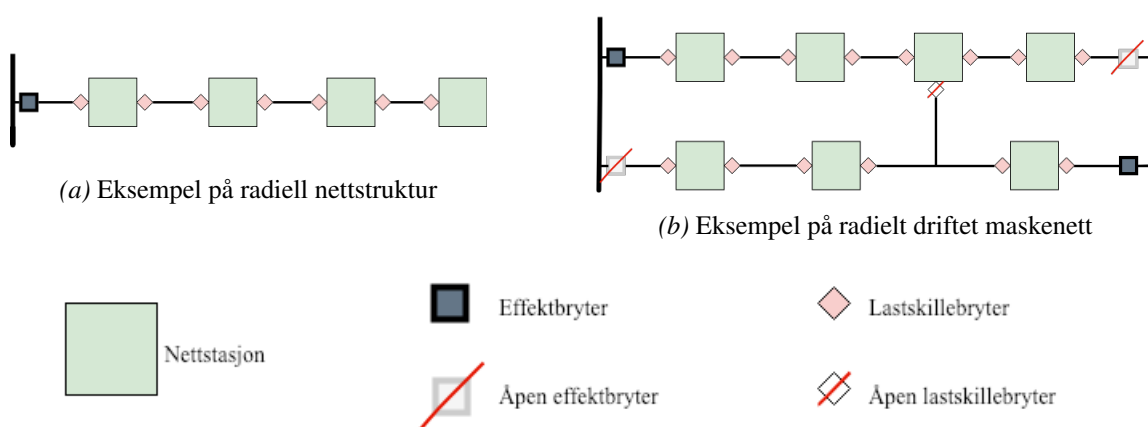 (a) Eksempel på radiell nettstruktur
(b) Eksempel på radielt driftet maskenett
Effektbryter
Lastskillebryter
Nettstasjon
Åpen effektbryter
Åpen lastskillebryter